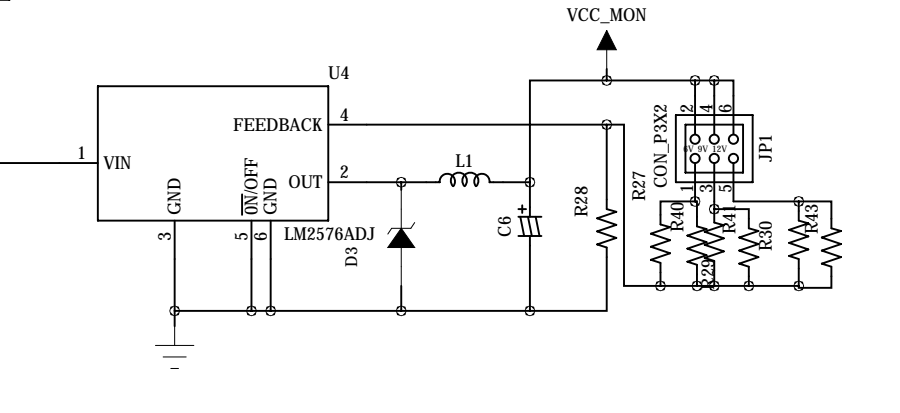 VCC_MON
U4
4
FEEDBACK
1
VIN
2
OUT
L1
GND
0N/OFF
GND
3
5
6
LM2576ADJ
D3
C6
+
R28
R27
CON_P3X2
2
4
6
6V 9V 12V
JP1
1
3
5
R40
R29
R41
R30
R43